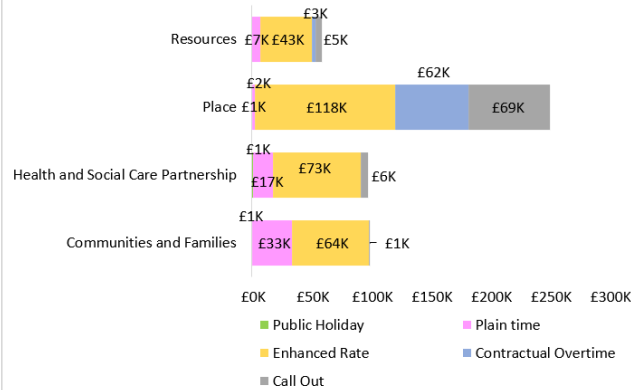 £3K
Resources £7K £43K £5K
£2K £62K
Place £1K £118K £69K
£1K
Health and Social Care Partnership £17K £73K £6K
£1K
Communities and Families £33K £64K £1K
£0K £50K £100K £150K £200K £250K £300K
Public Holiday Plain time
Enhanced Rate Contractual Overtime
Call Out